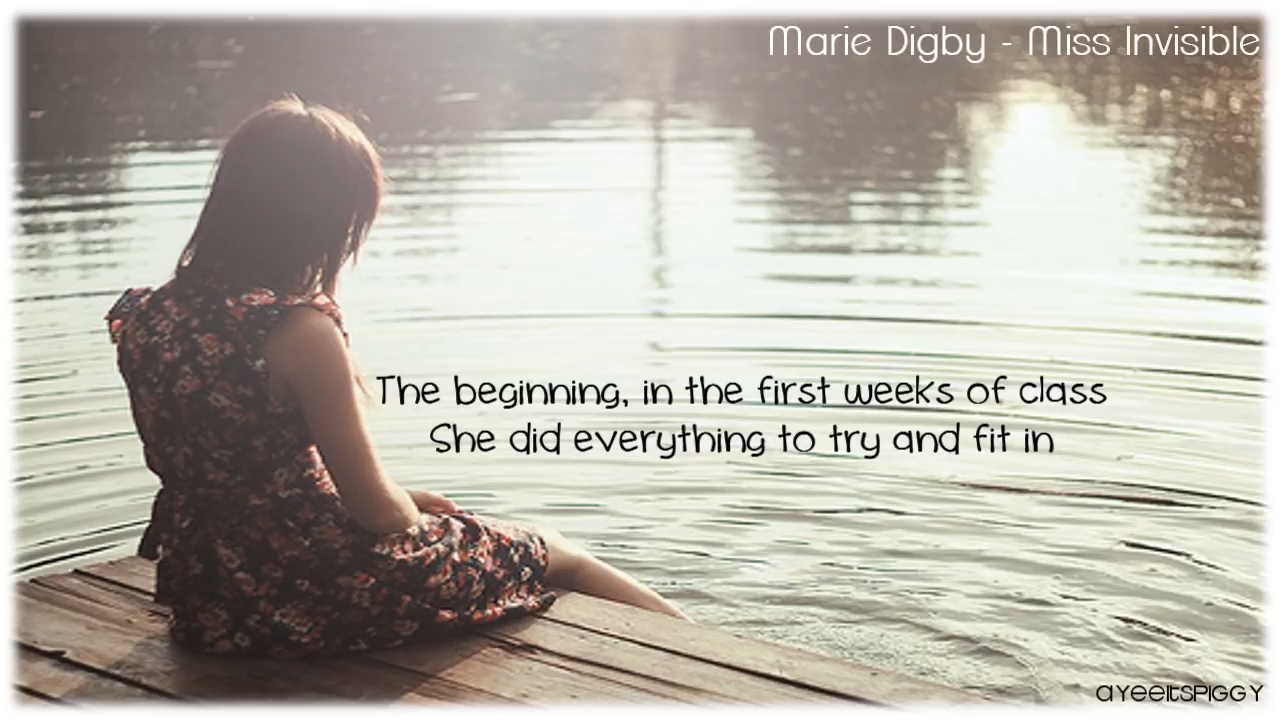 Marie Digby - Miss Invisible
The beginning, in the first weeks of class
She did everything to try and fit in
AYEEITSPIGGY